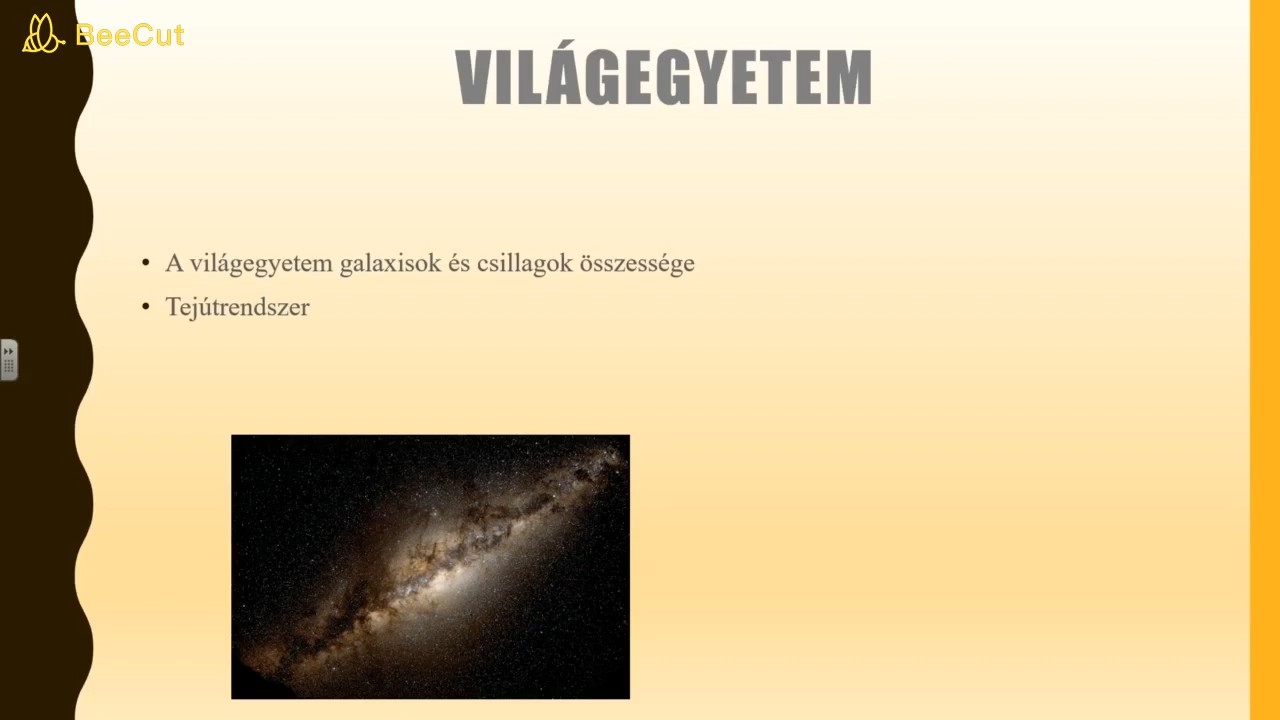 BeeCut
VILÁGEGYETEM
• A világegyetem galaxisok és csillagok összessége
• Tejútrendszer